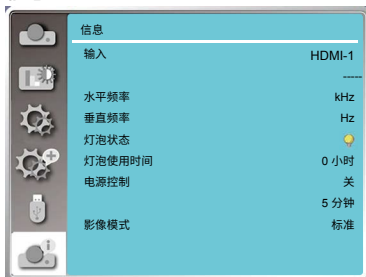 信息
输入 HDMI-1
-----
水平频率 kHz
垂直频率 Hz
灯泡状态
灯泡使用时间 0 小时
电源控制 关
5 分钟
影像模式 标准